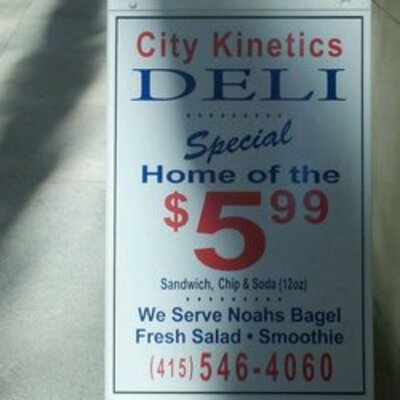 City Kinetics
DELI
Special
Home of the
$5.99
Sandwich, Chip & Soda (12oz)
We Serve Noahs Bagel
Fresh Salad • Smoothie
(415) 546-4060